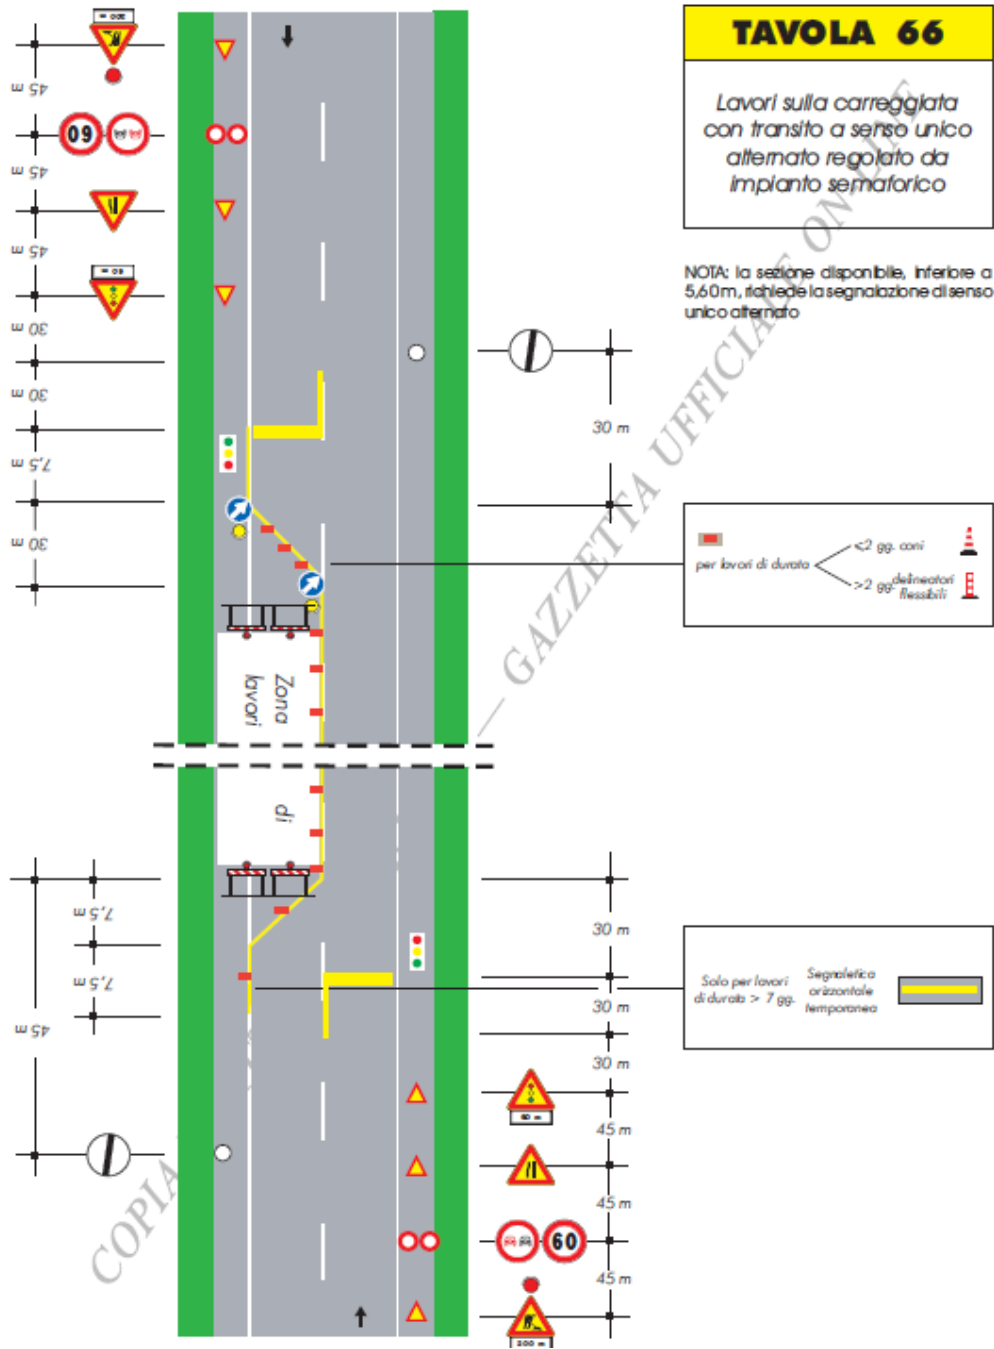 TAVOLA 66
Lavori sulla carreggiata
con transito a senso unico
alternato regolato da
impianto semaforico
NOTA: la sezione disponibile, inferiore a
5,60m, richiede la segnalazione di senso
unico alternato
45 m
60
45 m
45 m
30 m
30 m
7,5 m
30 m
30 m
per lavori di durata
<2 gg. coni
>2 gg. delineatori
flessibili
Zona
lavori
di
7,5 m
7,5 m
45 m
30 m
30 m
30 m
60 m
45 m
45 m
60
45 m
200 m
Solo per lavori
di durata > 7 gg.
Segnaletica
orizzontale
temporanea
COPIA
— GAZZETTA UFFICIALE ON-LINE